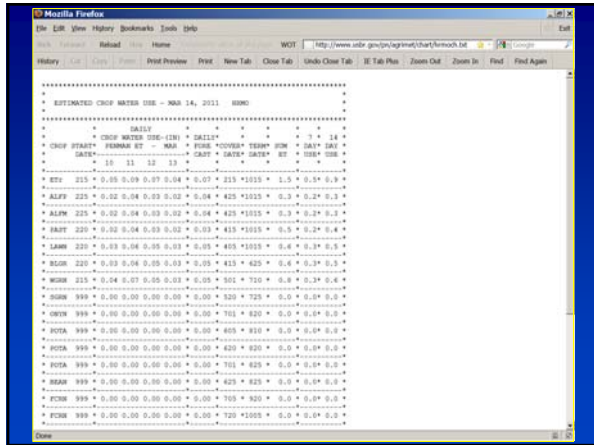 Mozilla Firefox
File Edit View History Bookmarks Tools Help Exit
Back Forward Reload Home WOT http://www.usbr.gov/pn/agrimet/chart/hrmoch.txt Google
History Cut Copy Paste Print Preview Print New Tab Close Tab Undo Close Tab IE Tab Plus Zoom Out Zoom In Find Find Again
* ESTIMATED CROP WATER USE - MAR 14, 2011 HRMO *
* * DAILY * * * * * *
* * CROP WATER USE-(IN) * DAILY* * * * 7 * 14 *
* CROP START* PENMAN ET - MAR * FORE *COVER* TERM* SUM * DAY* DAY *
* DATE*---------------------* CAST * DATE* DATE* ET * USE* USE *
* * 10 11 12 13 * * * * * * *
* ETr 215 * 0.05 0.09 0.07 0.04 * 0.07 * 215 *1015 * 1.5 * 0.5* 0.9 *
* ALFP 225 * 0.02 0.04 0.03 0.02 * 0.04 * 425 *1015 * 0.3 * 0.2* 0.3 *
* ALFM 225 * 0.02 0.04 0.03 0.02 * 0.04 * 425 *1015 * 0.3 * 0.2* 0.3 *
* PAST 220 * 0.02 0.04 0.03 0.02 * 0.03 * 415 *1015 * 0.5 * 0.2* 0.4 *
* LAWN 220 * 0.03 0.06 0.05 0.03 * 0.05 * 405 *1015 * 0.6 * 0.3* 0.5 *
* BLGR 220 * 0.03 0.06 0.05 0.03 * 0.05 * 415 * 625 * 0.6 * 0.3* 0.5 *
* WGRN 215 * 0.04 0.07 0.05 0.03 * 0.05 * 501 * 710 * 0.8 * 0.3* 0.6 *
* SGRN 999 * 0.00 0.00 0.00 0.00 * 0.00 * 520 * 725 * 0.0 * 0.0* 0.0 *
* ONYN 999 * 0.00 0.00 0.00 0.00 * 0.00 * 701 * 820 * 0.0 * 0.0* 0.0 *
* POTA 999 * 0.00 0.00 0.00 0.00 * 0.00 * 605 * 810 * 0.0 * 0.0* 0.0 *
* POTA 999 * 0.00 0.00 0.00 0.00 * 0.00 * 620 * 820 * 0.0 * 0.0* 0.0 *
* POTA 999 * 0.00 0.00 0.00 0.00 * 0.00 * 701 * 825 * 0.0 * 0.0* 0.0 *
* BEAN 999 * 0.00 0.00 0.00 0.00 * 0.00 * 625 * 825 * 0.0 * 0.0* 0.0 *
* FCRN 999 * 0.00 0.00 0.00 0.00 * 0.00 * 705 * 920 * 0.0 * 0.0* 0.0 *
* FCRN 999 * 0.00 0.00 0.00 0.00 * 0.00 * 720 *1005 * 0.0 * 0.0* 0.0 *
Done